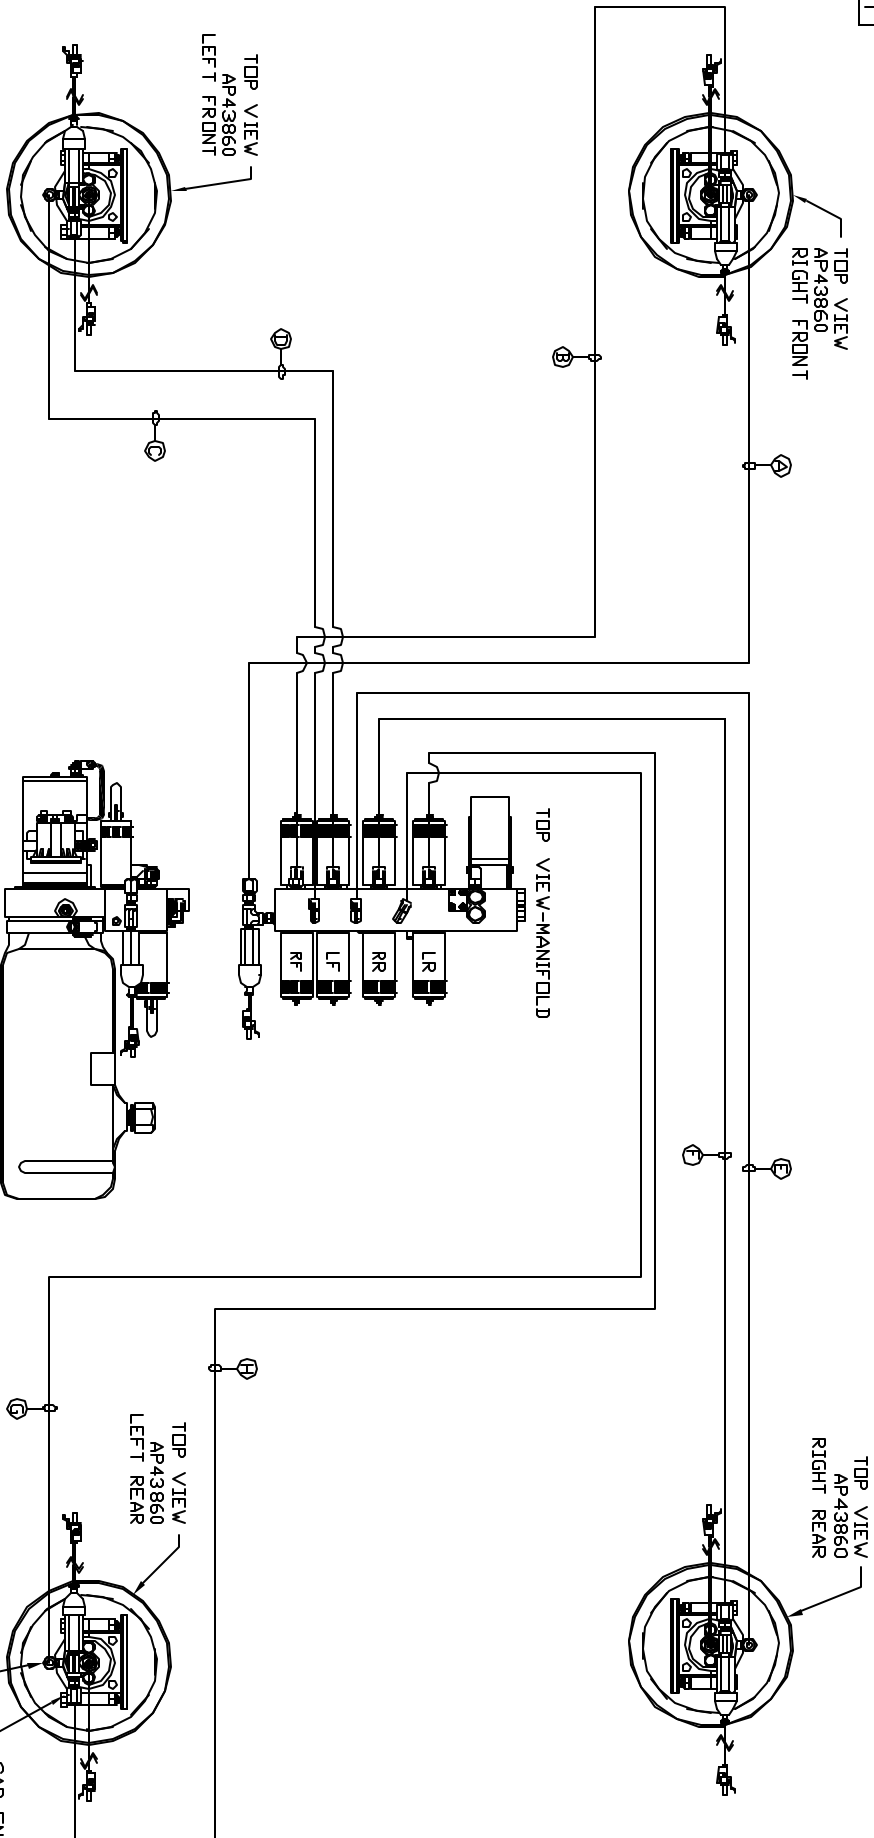 TOP VIEW
AP43860
LEFT FRONT
TOP VIEW
AP43860
RIGHT FRONT
D
C
B
A
TOP VIEW-MANIFOLD
RF
LF
RR
LR
F
E
H
G
TOP VIEW
AP43860
LEFT REAR
TOP VIEW
AP43860
RIGHT REAR